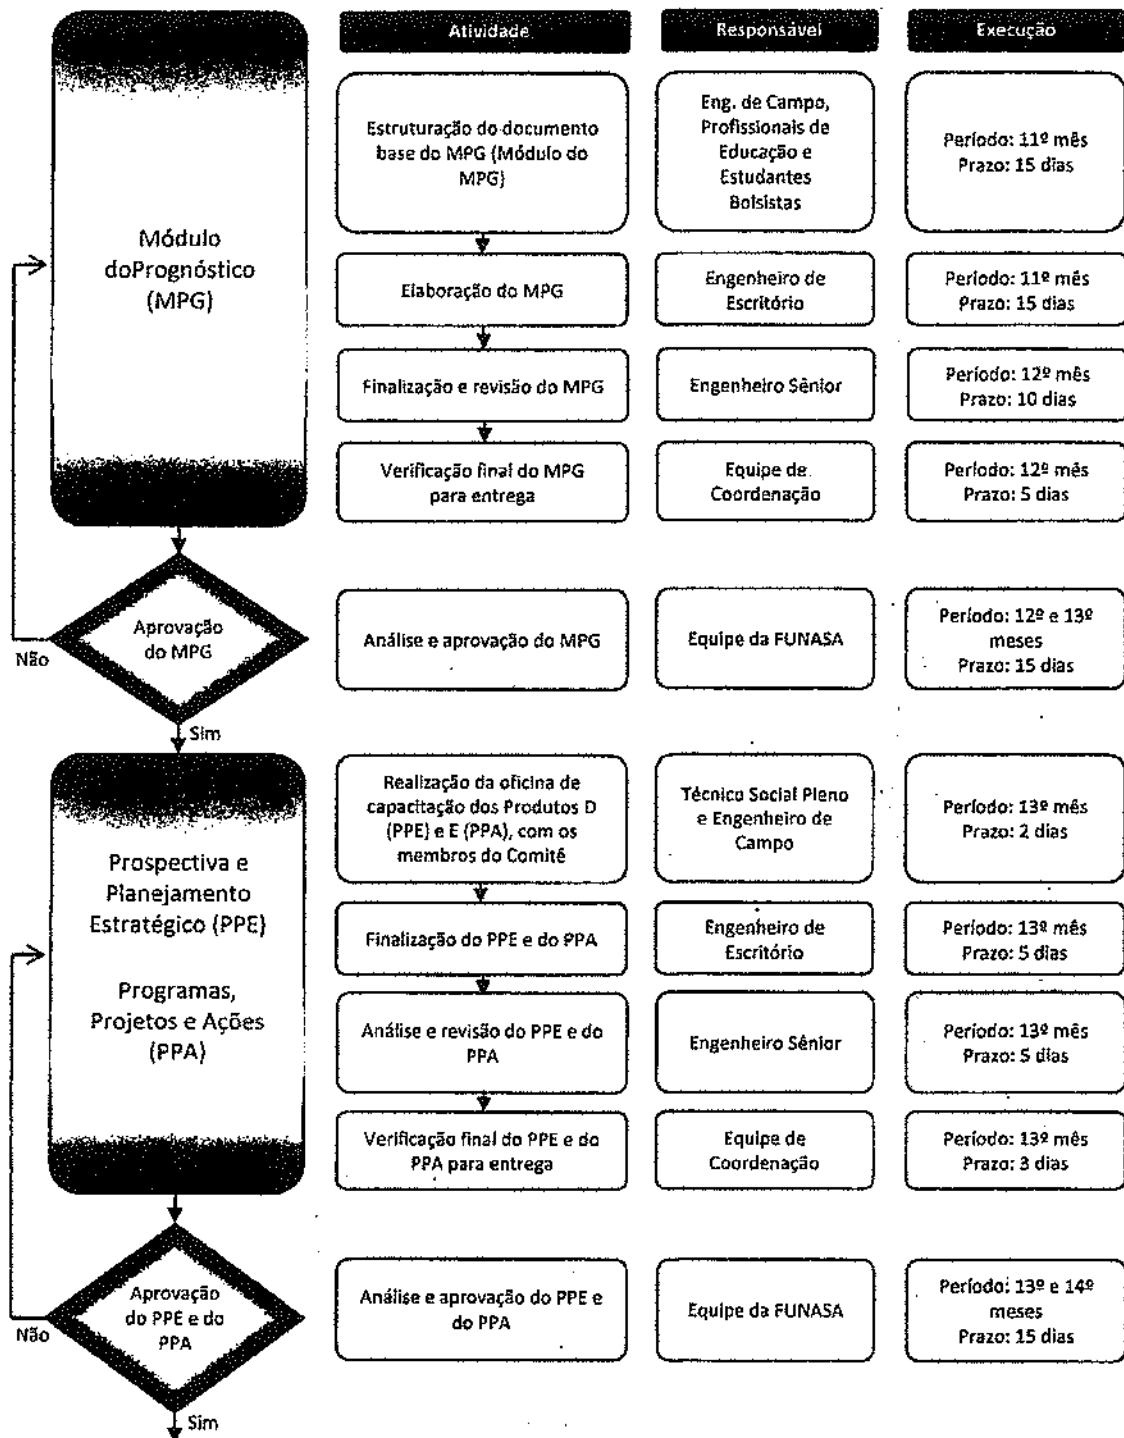 Atividade
Responsável
Execução
Módulo
doPrognóstico
(MPG)
Estruturação do documento
base do MPG (Módulo do
MPG)
Eng. de Campo,
Profissionais de
Educação e
Estudantes
Bolsistas
Período: 11º mês
Prazo: 15 dias
Elaboração do MPG
Engenheiro de
Escritório
Período: 11º mês
Prazo: 15 dias
Finalização e revisão do MPG
Engenheiro Sênior
Período: 12º mês
Prazo: 10 dias
Verificação final do MPG
para entrega
Equipe de
Coordenação
Período: 12º mês
Prazo: 5 dias
Aprovação
do MPG
Não
Sim
Análise e aprovação do MPG
Equipe da FUNASA
Período: 12º e 13º
meses
Prazo: 15 dias
Prospectiva e
Planejamento
Estratégico (PPE)
Programas,
Projetos e Ações
(PPA)
Realização da oficina de
capacitação dos Produtos D
(PPE) e E (PPA), com os
membros do Comitê
Técnico Social Pleno
e Engenheiro de
Campo
Período: 13º mês
Prazo: 2 dias
Finalização do PPE e do PPA
Engenheiro de
Escritório
Período: 13º mês
Prazo: 5 dias
Análise e revisão do PPE e do
PPA
Engenheiro Sênior
Período: 13º mês
Prazo: 5 dias
Verificação final do PPE e do
PPA para entrega
Equipe de
Coordenação
Período: 13º mês
Prazo: 3 dias
Aprovação
do PPE e do
PPA
Não
Sim
Análise e aprovação do PPE e
do PPA
Equipe da FUNASA
Período: 13º e 14º
meses
Prazo: 15 dias